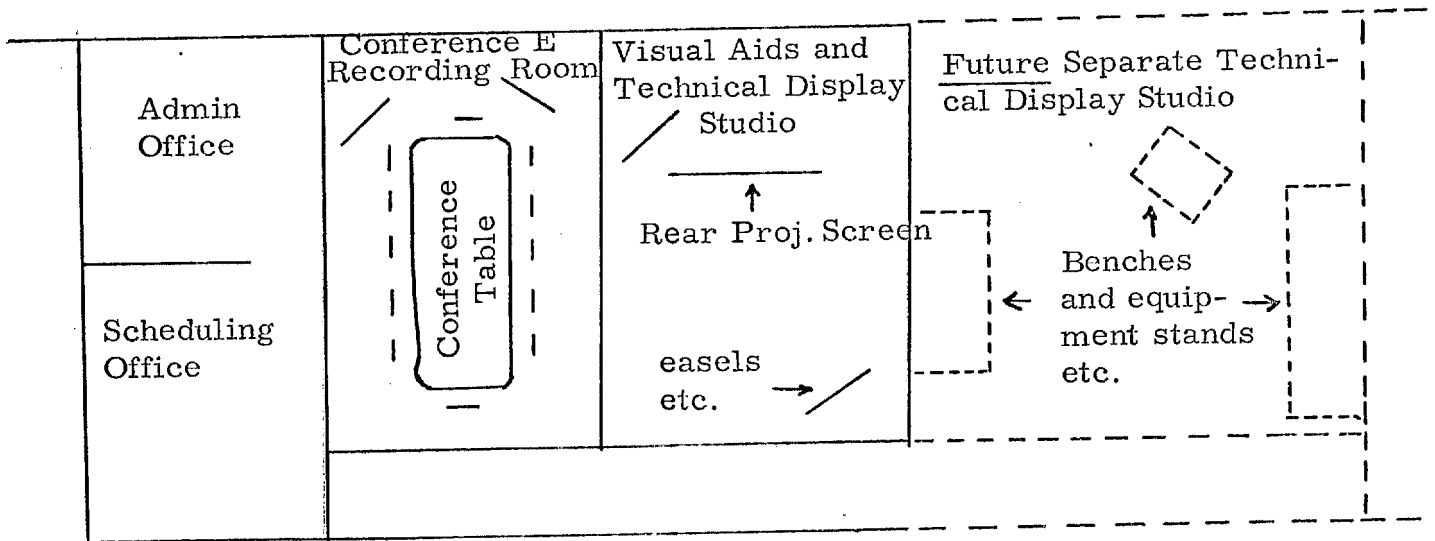 Admin
Office
Scheduling
Office
Conference E
Recording Room
Conference
Table
Visual Aids and
Technical Display
Studio
Rear Proj. Screen
easels
etc.
Future Separate Techni-
cal Display Studio
Benches
and equip-
ment stands
etc.